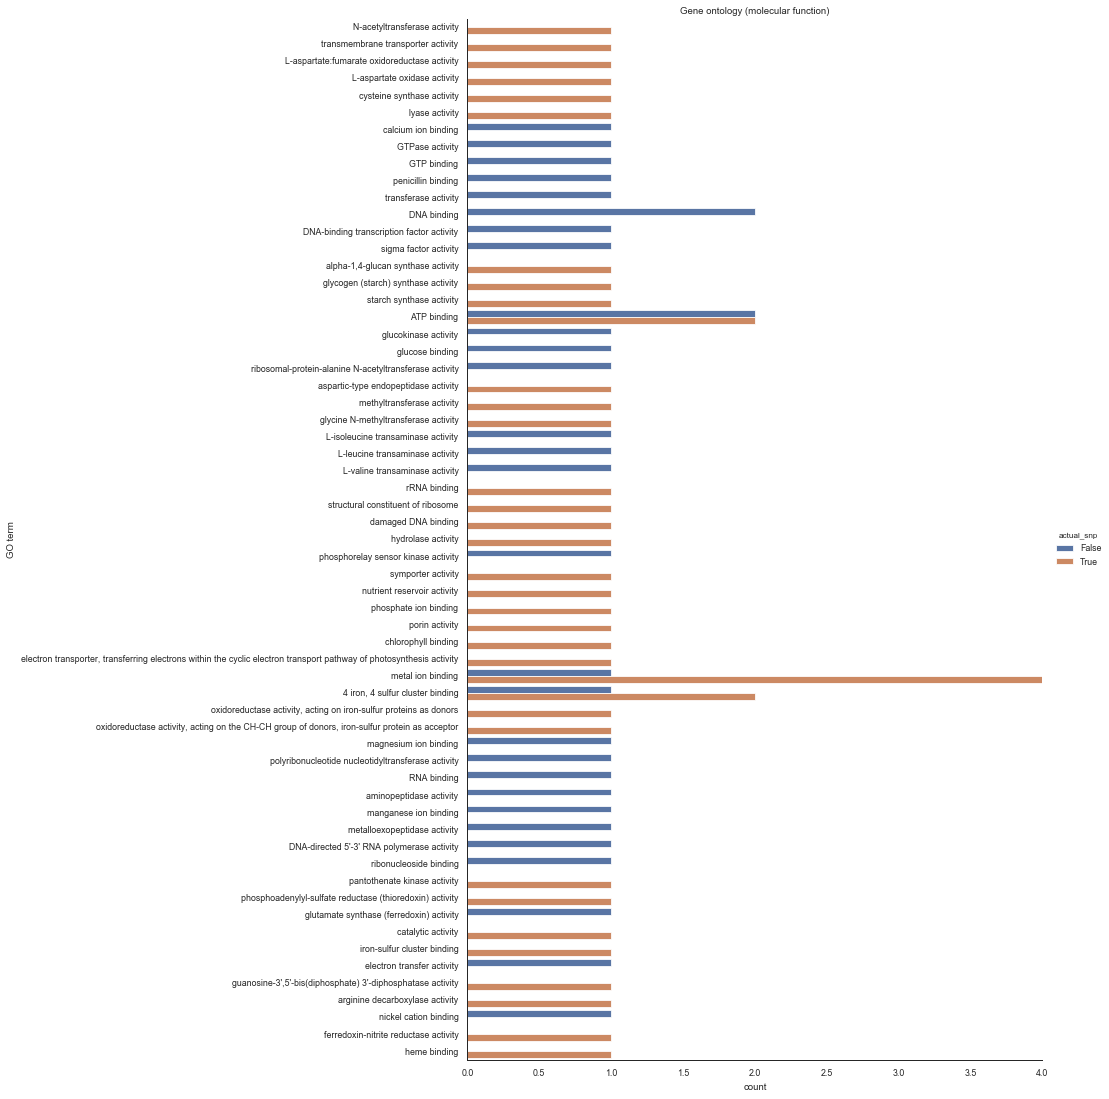 Gene ontology (molecular function)
N-acetyltransferase activity
transmembrane transporter activity
L-aspartate:fumarate oxidoreductase activity
L-aspartate oxidase activity
cysteine synthase activity
lyase activity
calcium ion binding
GTPase activity
GTP binding
penicillin binding
transferase activity
DNA binding
DNA-binding transcription factor activity
sigma factor activity
alpha-1,4-glucan synthase activity
glycogen (starch) synthase activity
starch synthase activity
ATP binding
glucokinase activity
glucose binding
ribosomal-protein-alanine N-acetyltransferase activity
aspartic-type endopeptidase activity
methyltransferase activity
glycine N-methyltransferase activity
L-isoleucine transaminase activity
L-leucine transaminase activity
L-valine transaminase activity
rRNA binding
structural constituent of ribosome
damaged DNA binding
hydrolase activity
phosphorelay sensor kinase activity
symporter activity
nutrient reservoir activity
phosphate ion binding
porin activity
chlorophyll binding
electron transporter, transferring electrons within the cyclic electron transport pathway of photosynthesis activity
metal ion binding
4 iron, 4 sulfur cluster binding
oxidoreductase activity, acting on iron-sulfur proteins as donors
oxidoreductase activity, acting on the CH-CH group of donors, iron-sulfur protein as acceptor
magnesium ion binding
polyribonucleotide nucleotidyltransferase activity
RNA binding
aminopeptidase activity
manganese ion binding
metalloexopeptidase activity
DNA-directed 5'-3' RNA polymerase activity
ribonucleoside binding
pantothenate kinase activity
phosphoadenylyl-sulfate reductase (thioredoxin) activity
glutamate synthase (ferredoxin) activity
catalytic activity
iron-sulfur cluster binding
electron transfer activity
guanosine-3',5'-bis(diphosphate) 3'-diphosphatase activity
arginine decarboxylase activity
nickel cation binding
ferredoxin-nitrite reductase activity
heme binding
GO term
0.0 0.5 1.0 1.5 2.0 2.5 3.0 3.5 4.0
count
actual_snp
False
True